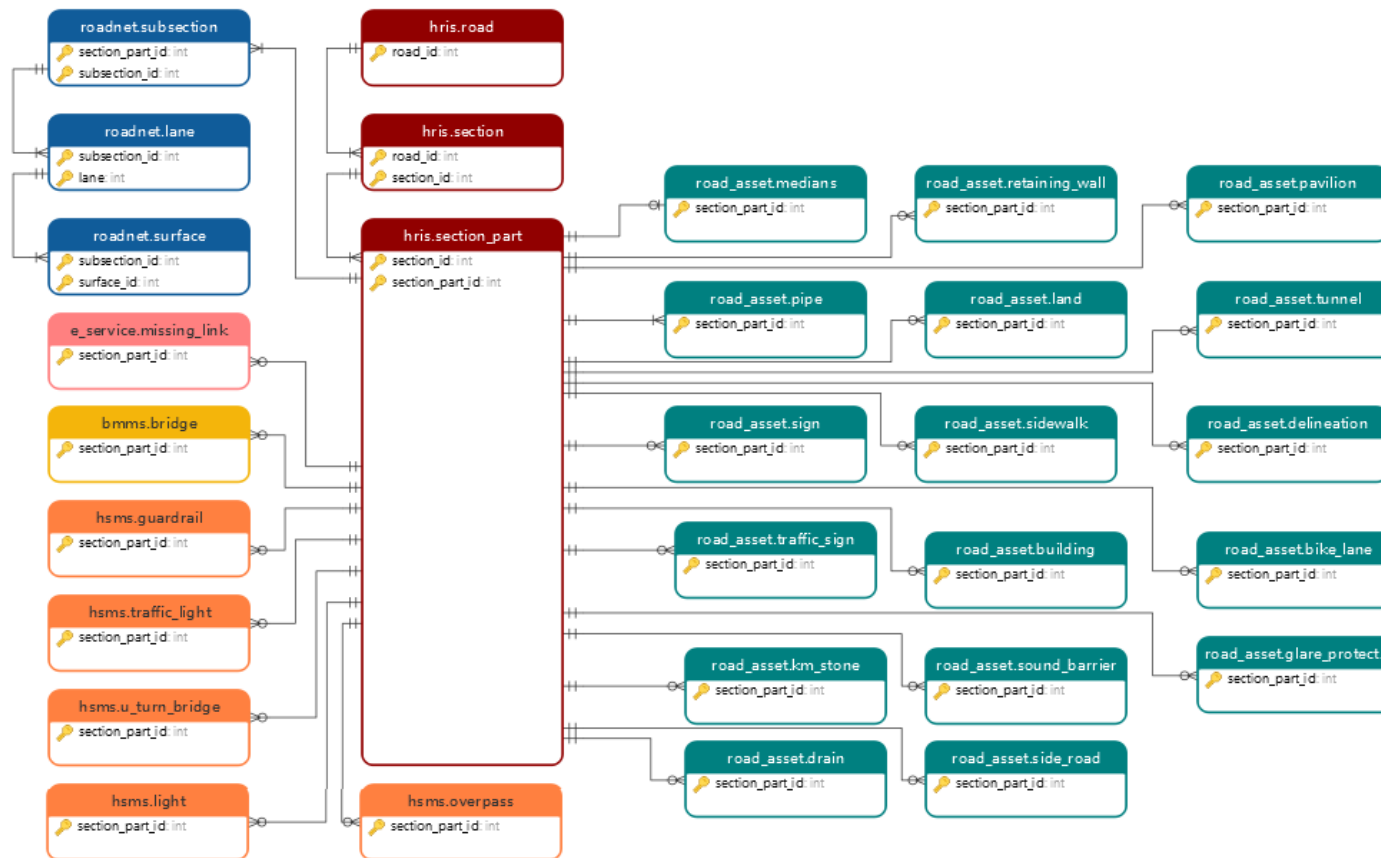 roadnet.subsection
section_part_id: int
subsection_id: int
roadnet.lane
subsection_id: int
lane: int
roadnet.surface
subsection_id: int
surface_id: int
e_service.missing_link
section_part_id: int
bmms.bridge
section_part_id: int
hsms.guardrail
section_part_id: int
hsms.traffic_light
section_part_id: int
hsms.u_turn_bridge
section_part_id: int
hsms.light
section_part_id: int
hris.road
road_id: int
hris.section
road_id: int
section_id: int
hris.section_part
section_id: int
section_part_id: int
hsms.overpass
section_part_id: int
road_asset.medians
section_part_id: int
road_asset.pipe
section_part_id: int
road_asset.sign
section_part_id: int
road_asset.traffic_sign
section_part_id: int
road_asset.km_stone
section_part_id: int
road_asset.drain
section_part_id: int
road_asset.retaining_wall
section_part_id: int
road_asset.land
section_part_id: int
road_asset.sidewalk
section_part_id: int
road_asset.building
section_part_id: int
road_asset.sound_barrier
section_part_id: int
road_asset.side_road
section_part_id: int
road_asset.pavilion
section_part_id: int
road_asset.tunnel
section_part_id: int
road_asset.delineation
section_part_id: int
road_asset.bike_lane
section_part_id: int
road_asset.glare_protect
section_part_id: int